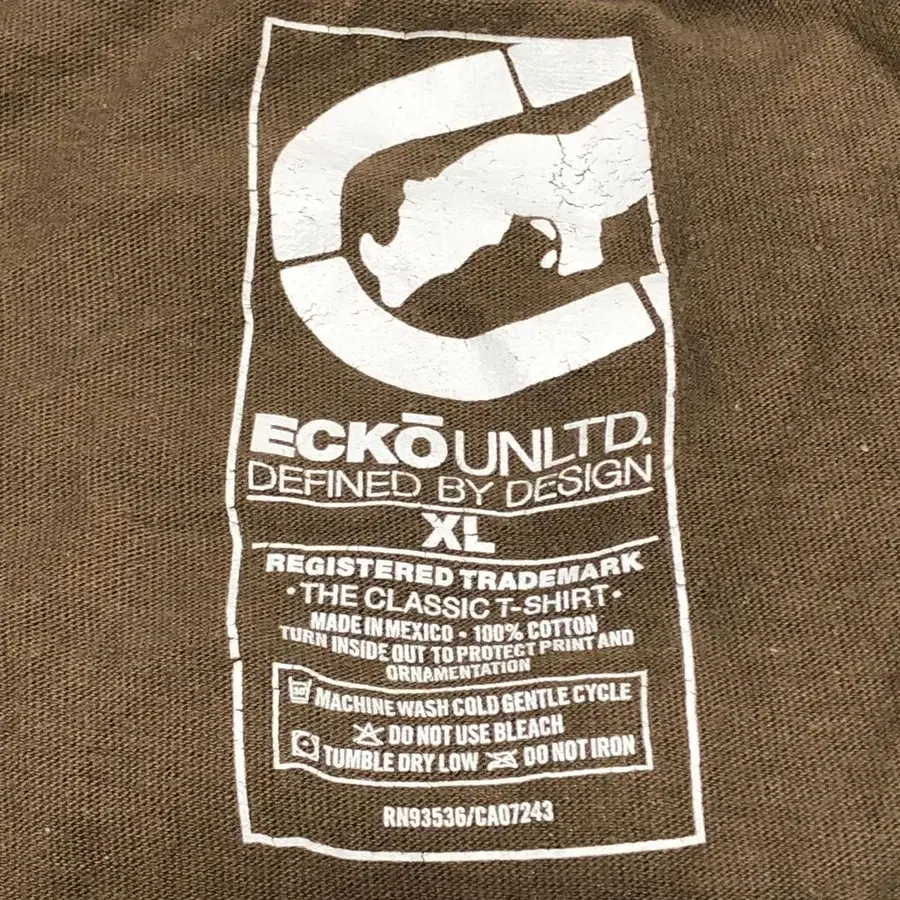 ECKŌ UNLTD.
DEFINED BY DESIGN
XL
REGISTERED TRADEMARK
•THE CLASSIC T-SHIRT•
MADE IN MEXICO • 100% COTTON
TURN INSIDE OUT TO PROTECT PRINT AND
ORNAMENTATION
30° MACHINE WASH COLD GENTLE CYCLE
DO NOT USE BLEACH
TUMBLE DRY LOW DO NOT IRON
RN93536/CA07243